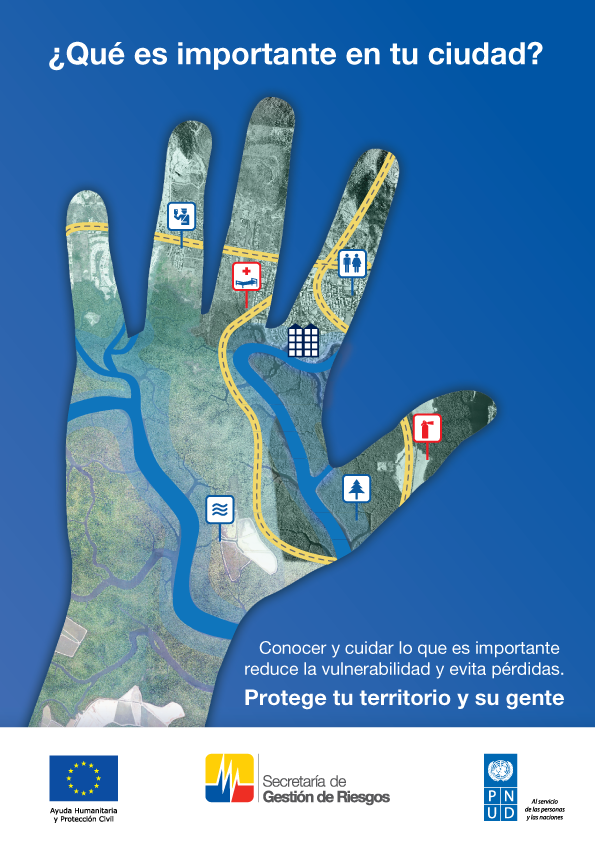 ¿Qué es importante en tu ciudad?
Conocer y cuidar lo que es importante
reduce la vulnerabilidad y evita pérdidas.
Protege tu territorio y su gente
Ayuda Humanitaria
y Protección Civil
Secretaría de
Gestión de Riesgos
P N
U D
Al servicio
de las personas
y las naciones